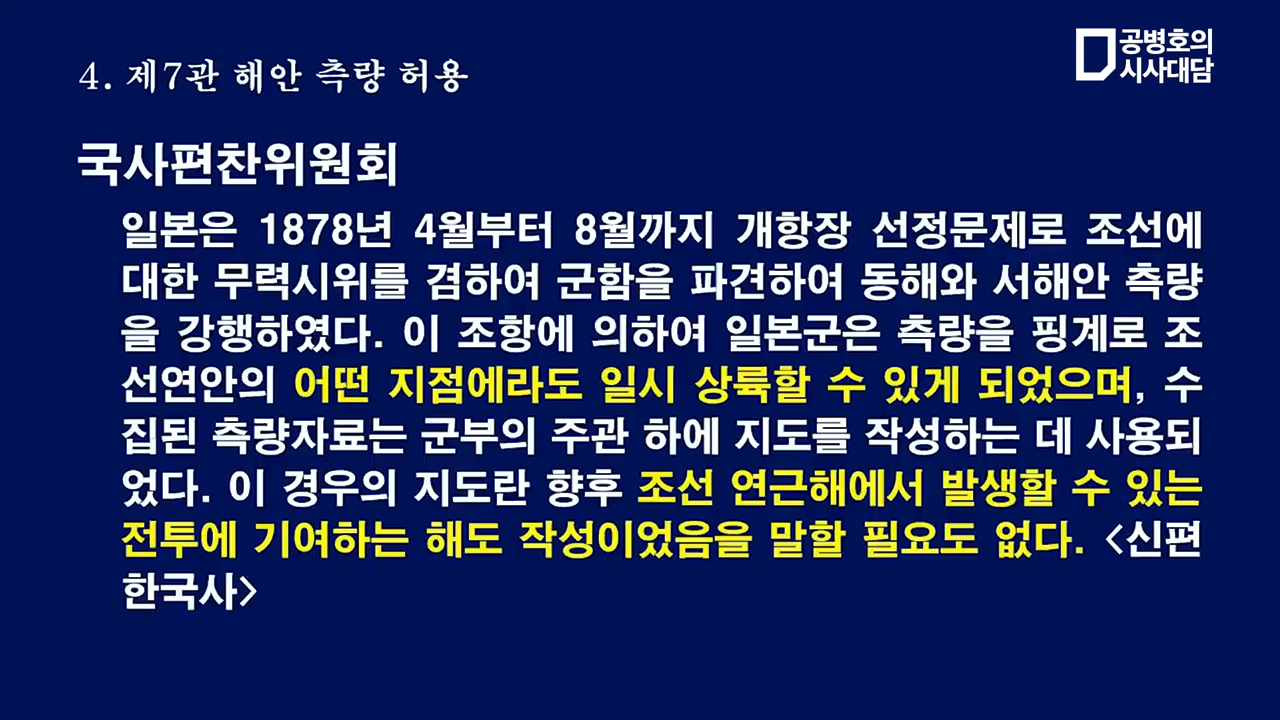 4. 제7관 해안 측량 허용
공병호의
시사대담
국사편찬위원회
일본은 1878년 4월부터 8월까지 개항장 선정문제로 조선에
대한 무력시위를 겸하여 군함을 파견하여 동해와 서해안 측량
을 강행하였다. 이 조항에 의하여 일본군은 측량을 핑계로 조
선연안의 어떤 지점에라도 일시 상륙할 수 있게 되었으며, 수
집된 측량자료는 군부의 주관 하에 지도를 작성하는 데 사용되
었다. 이 경우의 지도란 향후 조선 연근해에서 발생할 수 있는
전투에 기여하는 해도 작성이었음을 말할 필요도 없다. <신편
한국사>